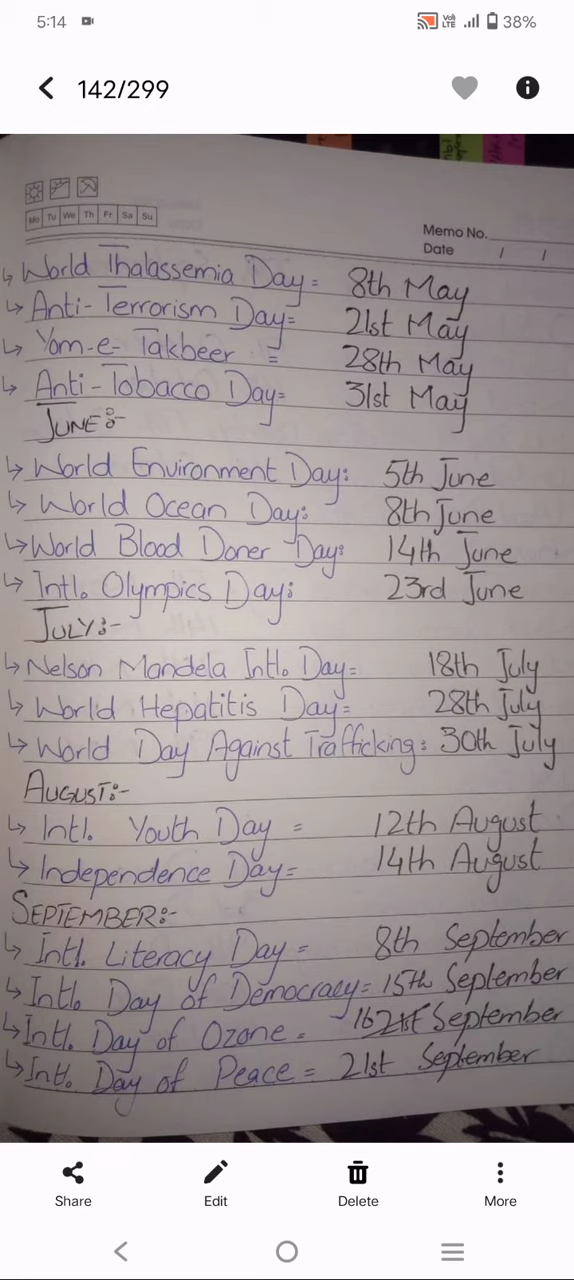 5:14 Vo) LTE 38%
142/299
Mo Tu We Th Fr Sa Su
Memo No.
Date / /
↳ World Thalassemia Day= 8th May
↳ Anti-Terrorism Day= 21st May
↳ Yom-e-Takbeer = 28th May
↳ Anti-Tobacco Day= 31st May
JUNE:-
↳ World Environment Day: 5th June
↳ World Ocean Day: 8th June
↳ World Blood Doner Day: 14th June
↳ Intl. Olympics Day: 23rd June
JULY:-
↳ Nelson Mandela Intl. Day= 18th July
↳ World Hepatitis Day= 28th July
↳ World Day Against Trafficking: 30th July
AUGUST:-
↳ Intl. Youth Day = 12th August
↳ Independence Day= 14th August
SEPTEMBER:-
↳ Intl. Literacy Day = 8th September
↳ Intl. Day of Democracy= 15th September
↳ Intl. Day of Ozone = 16 September
↳ Intl. Day of Peace = 21st September
Share Edit Delete More